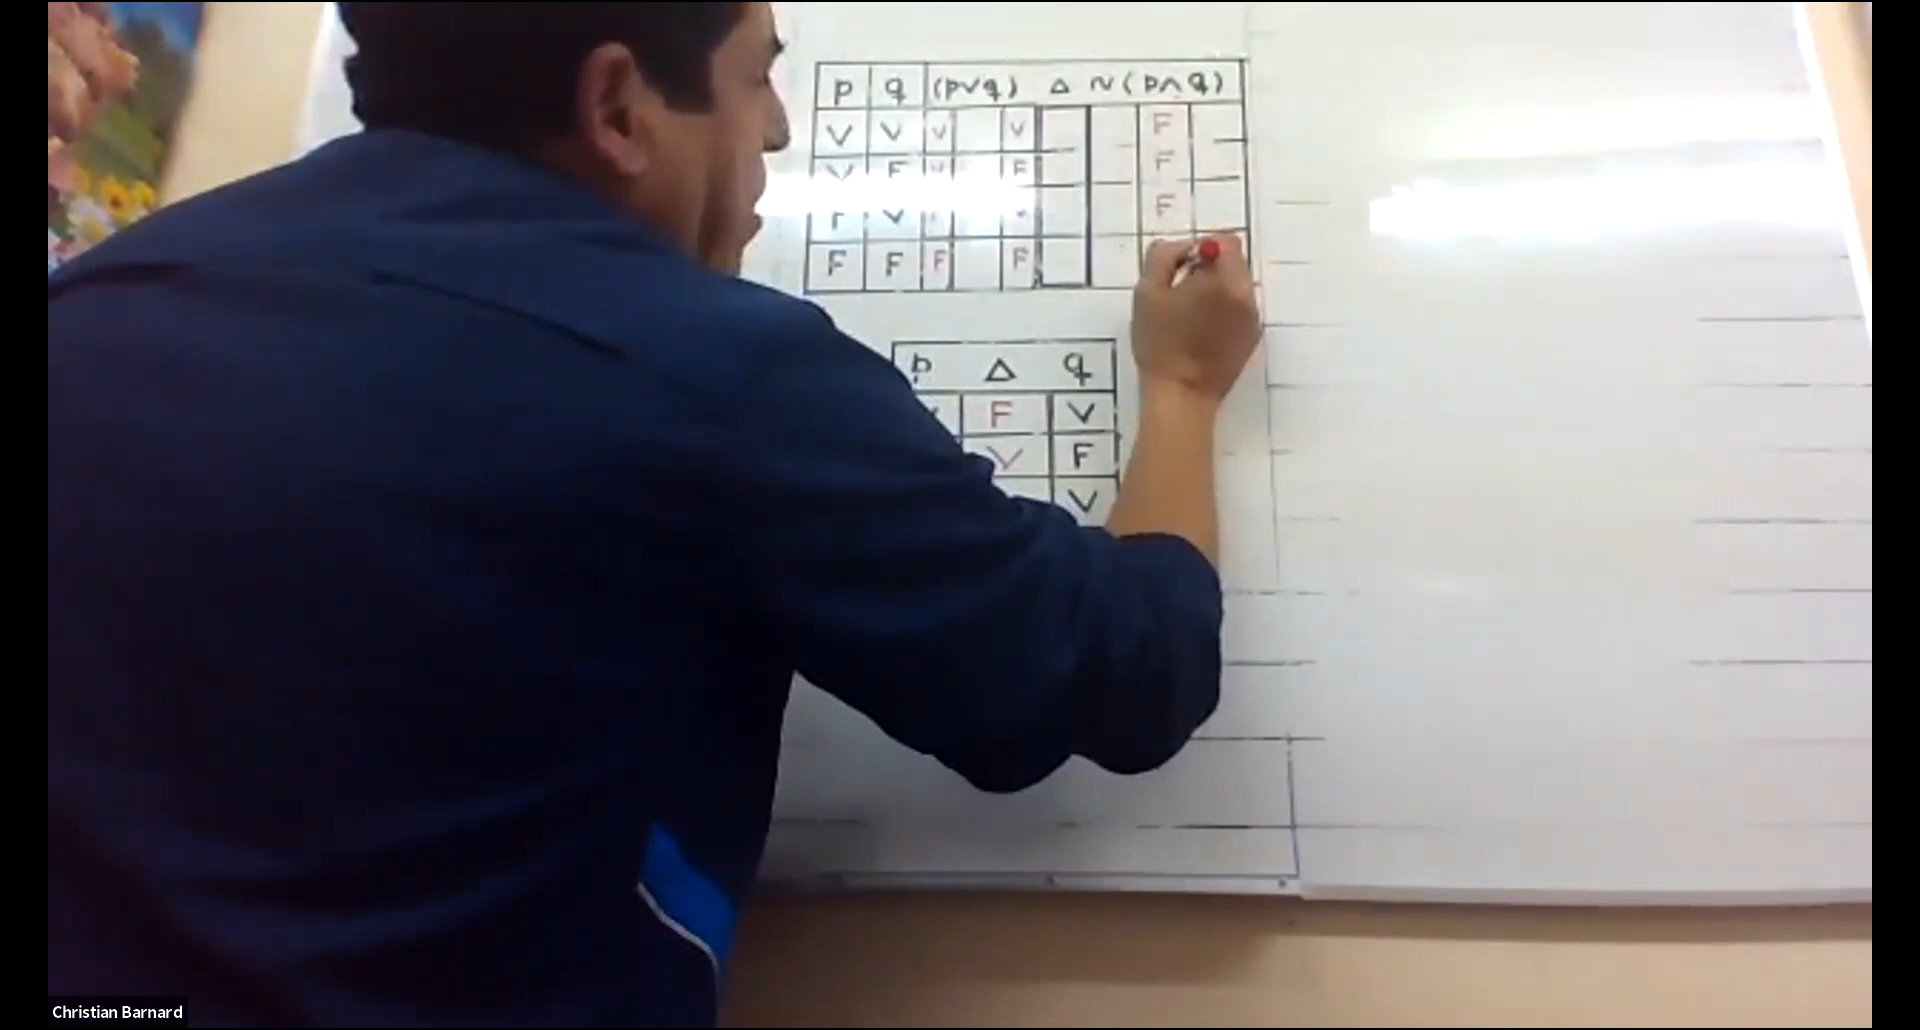 p q (p∨q) Δ ~(p∧q)
V V V V F
V F V F F
F V F
F F F F
p Δ q
F V
V F
V
Christian Barnard